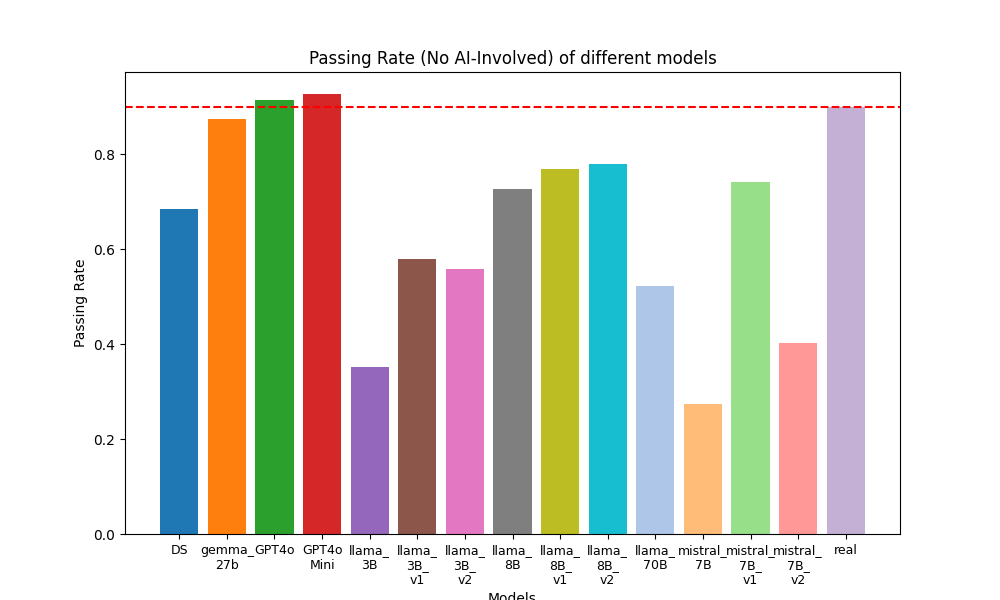 Passing Rate (No AI-Involved) of different models
Passing Rate
0.8
0.6
0.4
0.2
0.0
DS
gemma_
27b
GPT4o
GPT4o
Mini
llama_
3B
llama_
3B_
v1
llama_
3B_
v2
llama_
8B
llama_
8B_
v1
llama_
8B_
v2
llama_
70B
mistral_
7B
mistral_
7B_
v1
mistral_
7B_
v2
real
Models